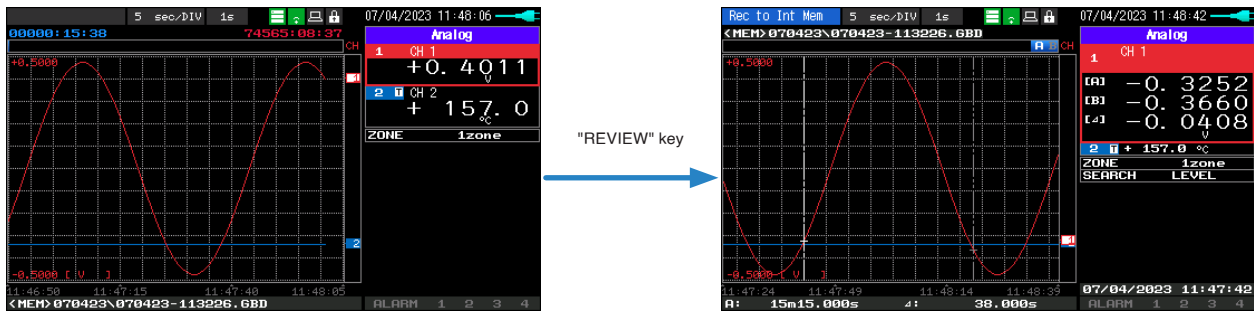 5 sec/DIV 1s 07/04/2023 11:48:06
00000:15:38 74565:08:37 Analog
CH 1 CH 1
+0.5000 +0.4011
V
1
2 T CH 2
+ 157.0
°C
ZONE 1zone
2
-0.5000 [ V ]
11:46:50 11:47:15 11:47:40 11:48:05
<MEM>070423\070423-113226.GBD ALARM 1 2 3 4
"REVIEW" key
Rec to Int Mem 5 sec/DIV 1s 07/04/2023 11:48:42
<MEM>070423\070423-113226.GBD Analog
A B CH 1 CH 1
+0.5000
[A] -0.3252
[B] -0.3660
[⊿] -0.0408
V
2 T + 157.0 °C
ZONE 1zone
SEARCH LEVEL
1
-0.5000 [ V ]
11:47:24 11:47:49 11:48:14 11:48:39 07/04/2023 11:47:42
A: 15m15.000s ⊿: 38.000s ALARM 1 2 3 4